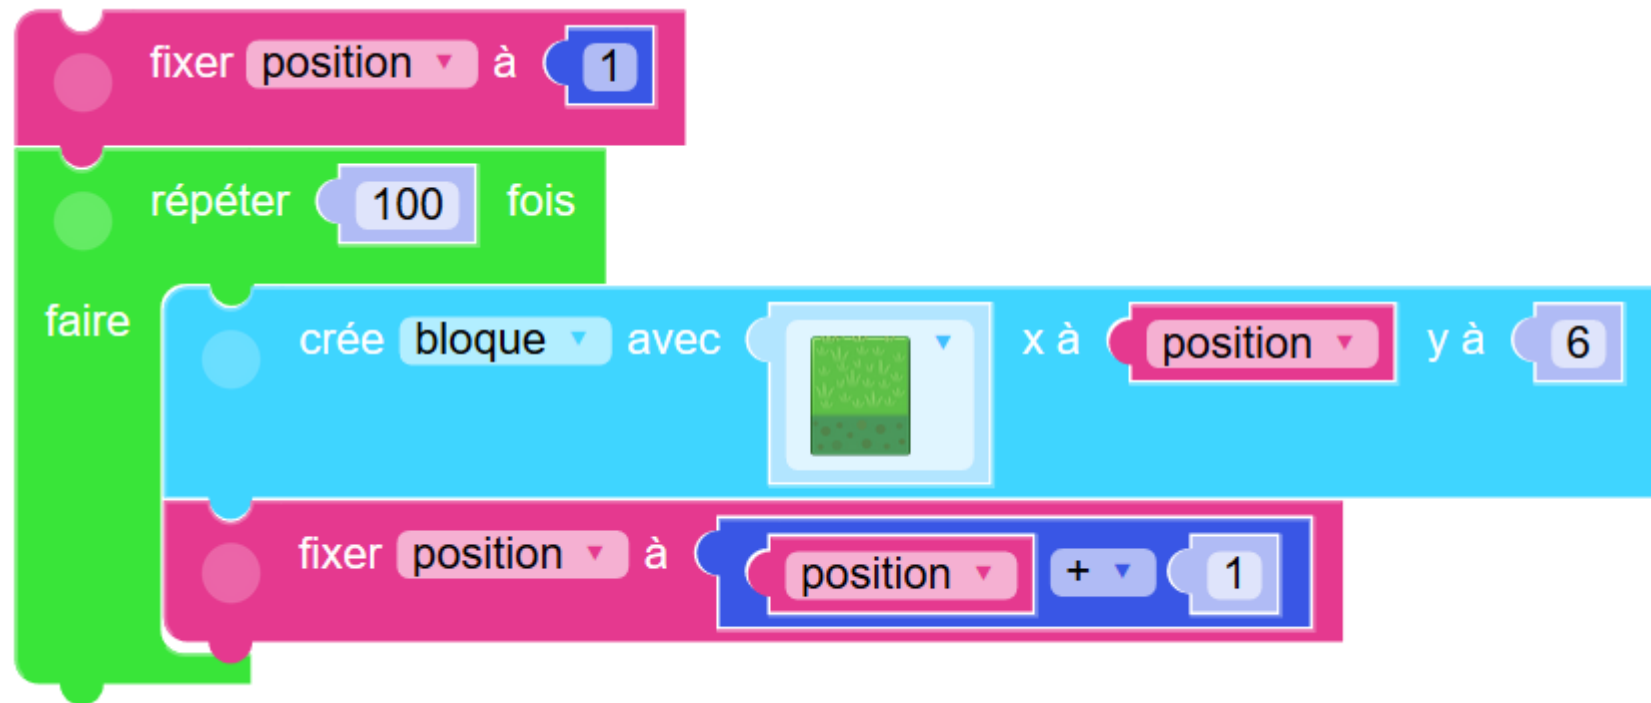 fixer position à 1
répéter 100 fois
faire crée bloque avec x à position y à 6
fixer position à position + 1